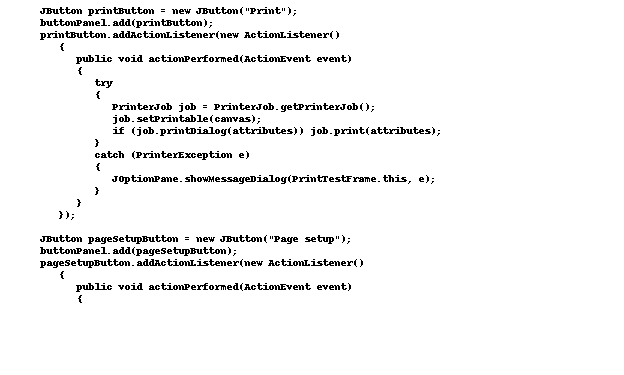 JButton printButton = new JButton("Print");
buttonPanel.add(printButton);
printButton.addActionListener(new ActionListener()
{
public void actionPerformed(ActionEvent event)
{
try
{
PrinterJob job = PrinterJob.getPrinterJob();
job.setPrintable(canvas);
if (job.printDialog(attributes)) job.print(attributes);
}
catch (PrinterException e)
{
JOptionPane.showMessageDialog(PrintTestFrame.this, e);
}
}
});
JButton pageSetupButton = new JButton("Page setup");
buttonPanel.add(pageSetupButton);
pageSetupButton.addActionListener(new ActionListener()
{
public void actionPerformed(ActionEvent event)
{